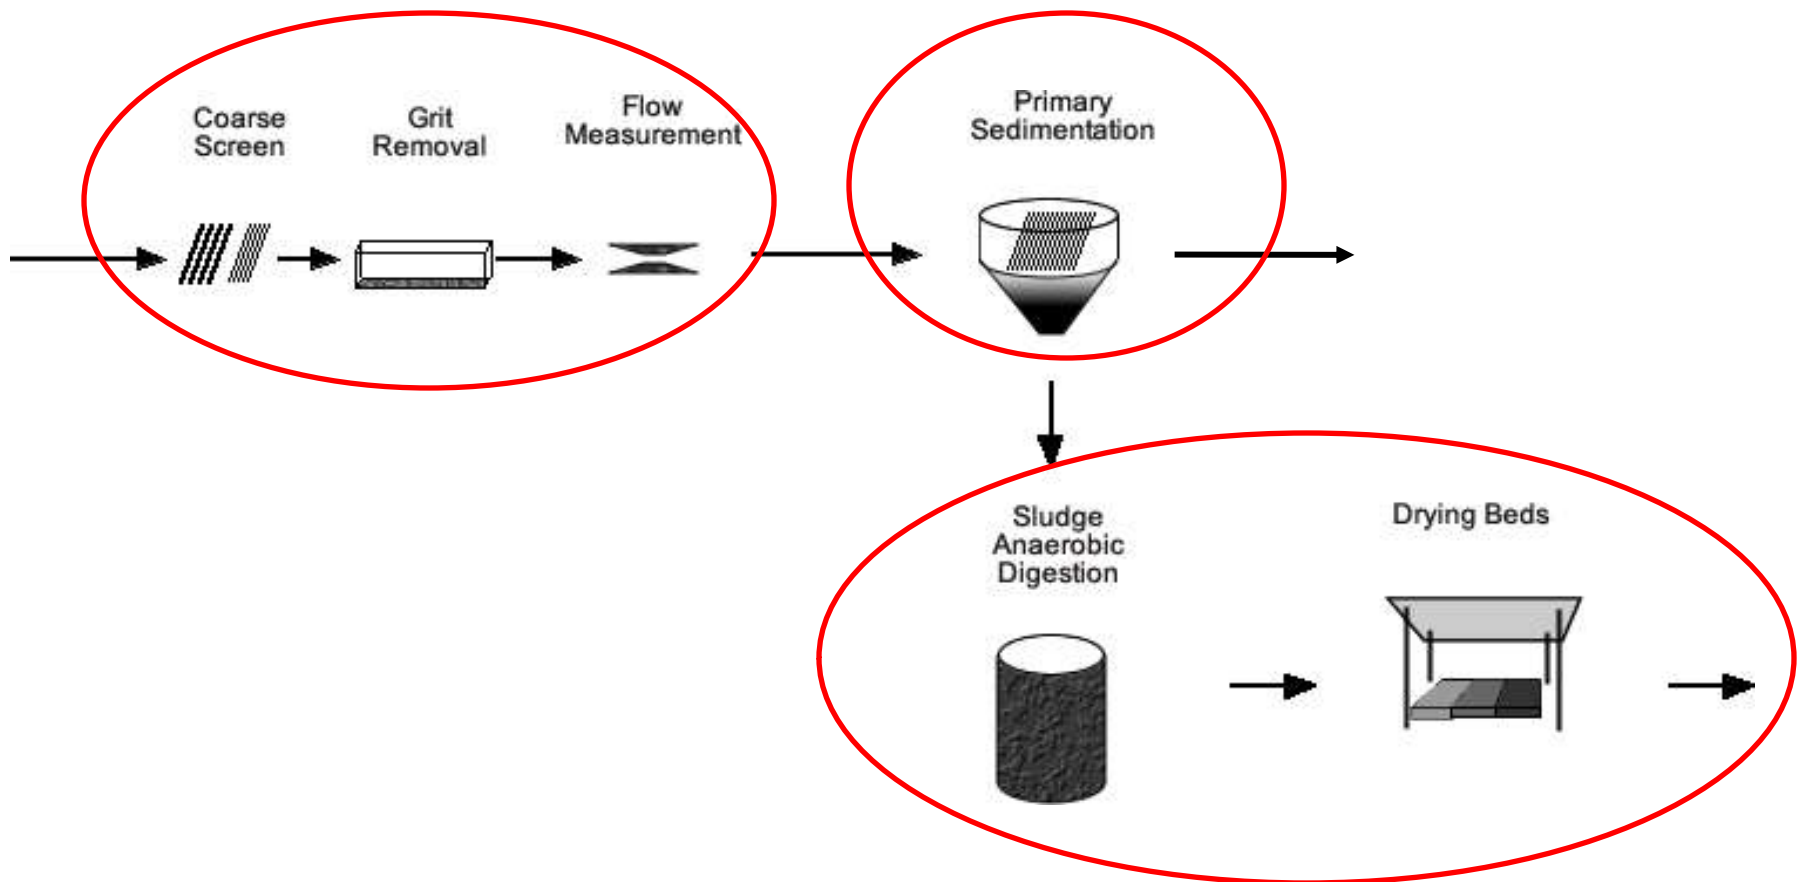 Coarse
Screen
Grit
Removal
Flow
Measurement
Primary
Sedimentation
Sludge
Anaerobic
Digestion
Drying Beds